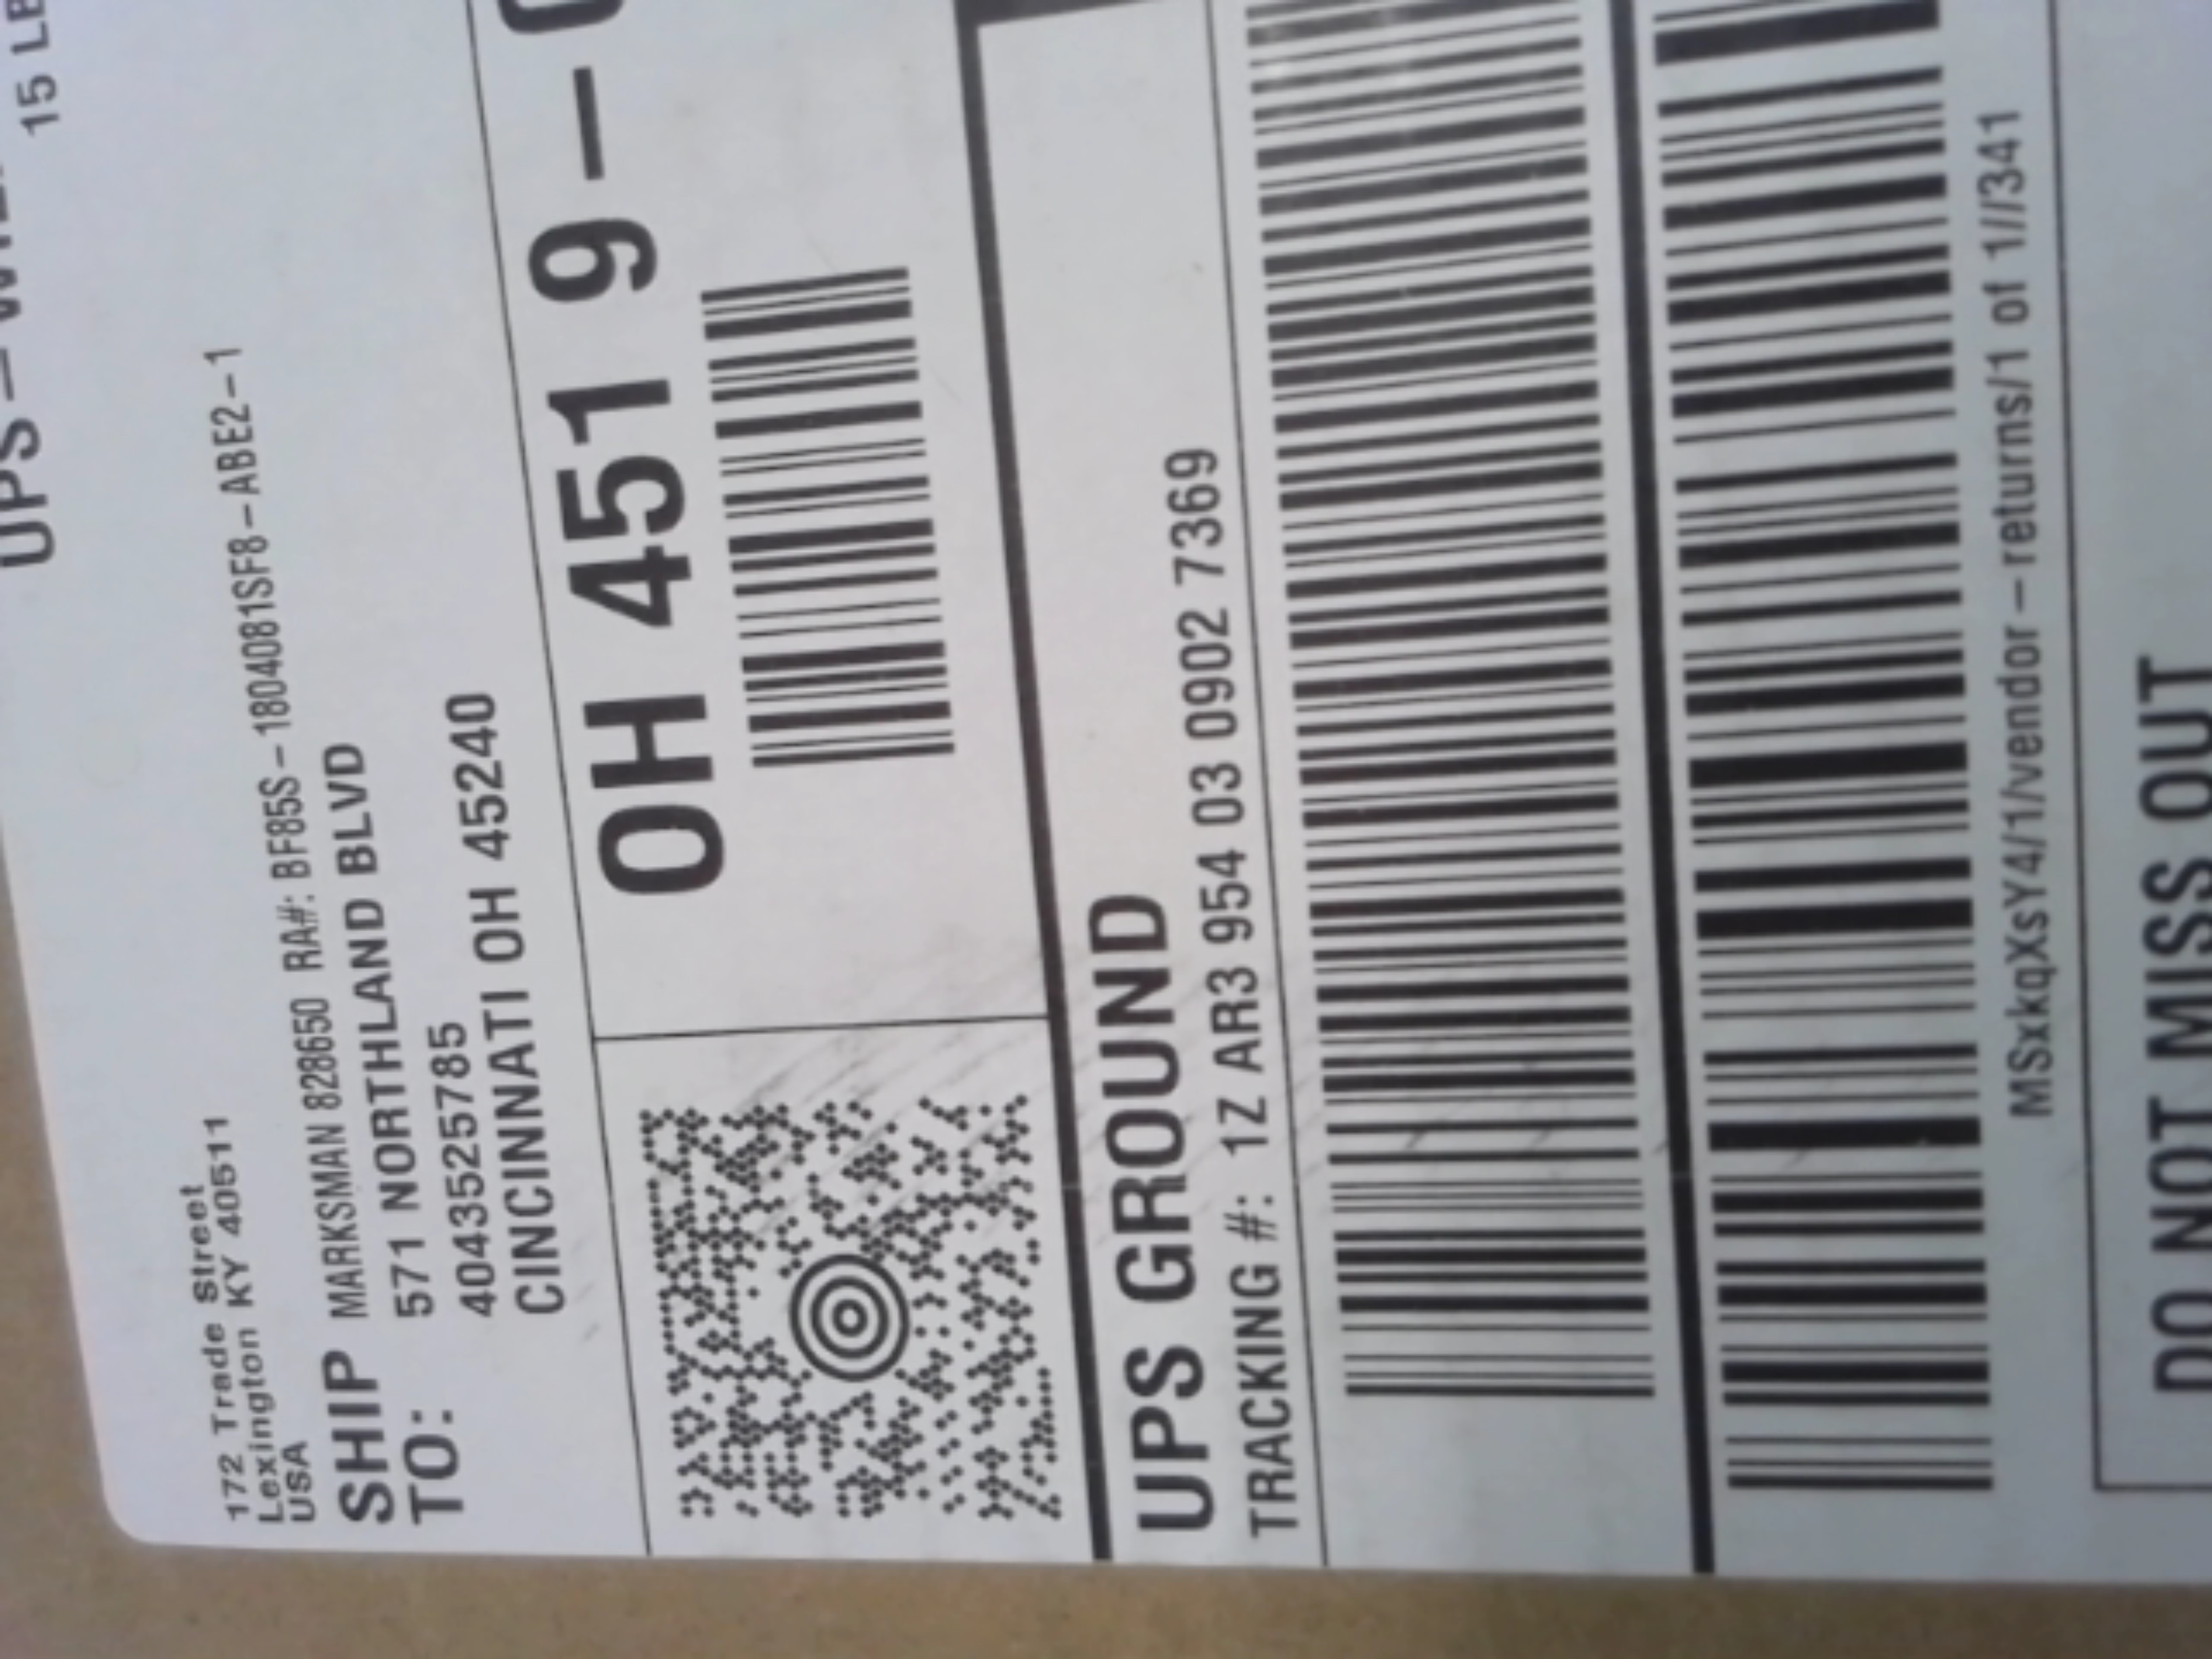 15
UPS
172 Trade Street
Lexington KY 40511
USA
SHIP TO:
MARKSMAN 828650 RA#: BF85S-1804081SF8-ABE2-1
571 NORTHLAND BLVD
4043525785
CINCINNATI OH 45240
OH 451 9-
UPS GROUND
TRACKING #: 1Z AR3 954 03 0902 7369
MSxkqXsY4/1/vendor-returns/1 of 1//341
DO NOT MISS OUT